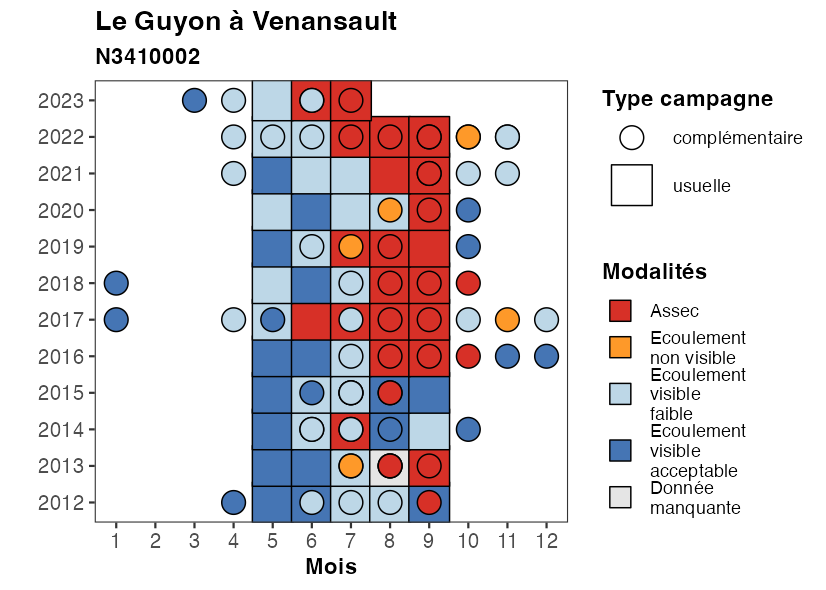 Le Guyon à Venansault
N3410002
2023
2022
2021
2020
2019
2018
2017
2016
2015
2014
2013
2012
1 2 3 4 5 6 7 8 9 10 11 12
Mois
Type campagne
complémentaire
usuelle
Modalités
Assec
Ecoulement
non visible
Ecoulement
visible
faible
Ecoulement
visible
acceptable
Donnée
manquante